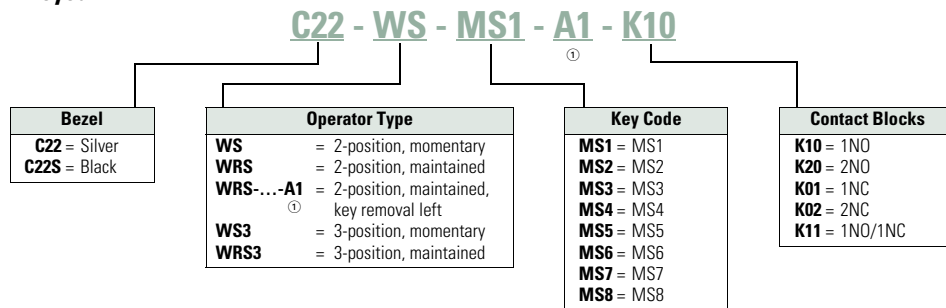 C22 - WS - MS1 - A1 - K10
①
Bezel
C22 = Silver
C22S = Black
Operator Type
WS = 2-position, momentary
WRS = 2-position, maintained
WRS-...-A1 = 2-position, maintained,
① key removal left
WS3 = 3-position, momentary
WRS3 = 3-position, maintained
Key Code
MS1 = MS1
MS2 = MS2
MS3 = MS3
MS4 = MS4
MS5 = MS5
MS6 = MS6
MS7 = MS7
MS8 = MS8
Contact Blocks
K10 = 1NO
K20 = 2NO
K01 = 1NC
K02 = 2NC
K11 = 1NO/1NC